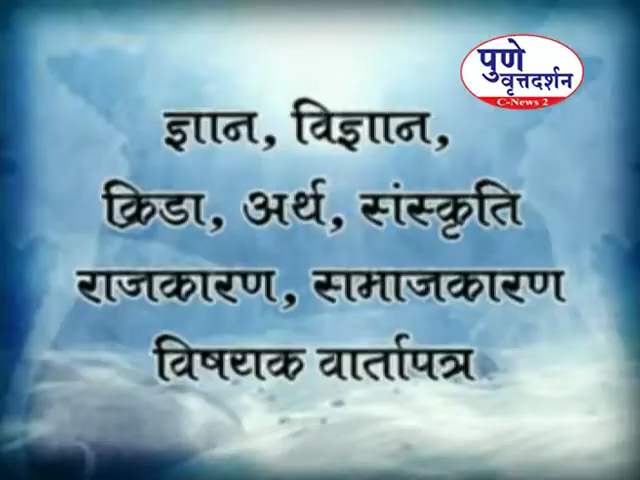 पुणे
वृत्तदर्शन
C-News 2
ज्ञान, विज्ञान,
क्रिडा, अर्थ, संस्कृति
राजकारण, समाजकारण
विषयक वार्तापत्र